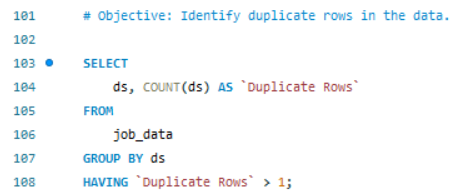 101 # Objective: Identify duplicate rows in the data.
102
103 SELECT
104 ds, COUNT(ds) AS `Duplicate Rows`
105 FROM
106 job_data
107 GROUP BY ds
108 HAVING `Duplicate Rows` > 1;